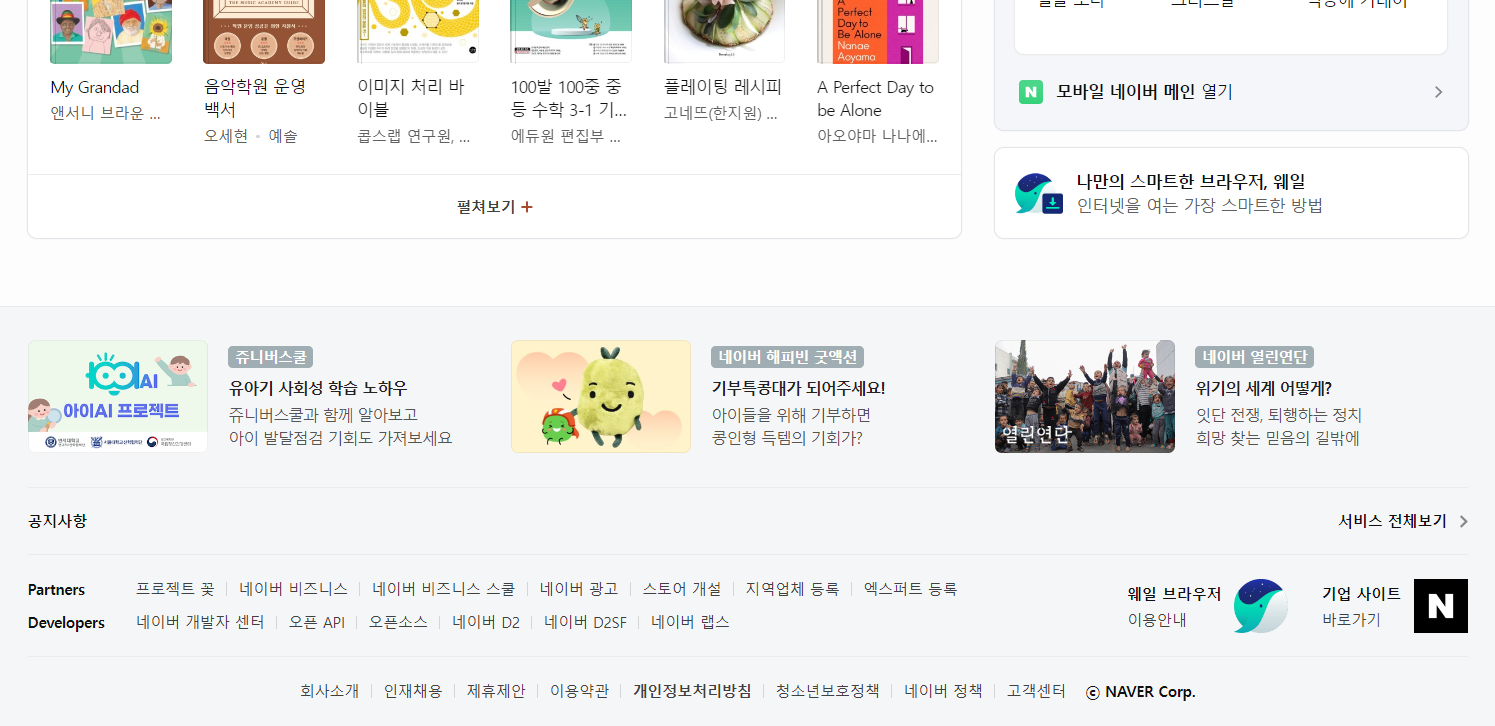 A
Perfect
Day to
Be Alone
Nanae
Aoyama
THE MUSIC ACADEMY GUIDE
My Grandad
앤서니 브라운 ...
음악학원 운영
백서
오세현 • 예솔
이미지 처리 바
이블
콥스랩 연구원, ...
100발 100중 중
등 수학 3-1 기...
에듀원 편집부 ...
플레이팅 레시피
고네뜨(한지원) ...
A Perfect Day to
be Alone
아오야마 나나에...
펼쳐보기 +
N 모바일 네이버 메인 열기
나만의 스마트한 브라우저, 웨일
인터넷을 여는 가장 스마트한 방법
1001 AI
아이AI 프로젝트
쥬니버스쿨
유아기 사회성 학습 노하우
쥬니버스쿨과 함께 알아보고
아이 발달점검 기회도 가져보세요
네이버 해피빈 굿액션
기부특콩대가 되어주세요!
아이들을 위해 기부하면
콩인형 득템의 기회가?
열린연단
네이버 열린연단
위기의 세계 어떻게?
잇단 전쟁, 퇴행하는 정치
희망 찾는 믿음의 길밖에
공지사항
서비스 전체보기
Partners 프로젝트 꽃 네이버 비즈니스 네이버 비즈니스 스쿨 네이버 광고 스토어 개설 지역업체 등록 엑스퍼트 등록
Developers 네이버 개발자 센터 오픈 API 오픈소스 네이버 D2 네이버 D2SF 네이버 랩스
웨일 브라우저
이용안내
기업 사이트
바로가기
N
회사소개 인재채용 제휴제안 이용약관 개인정보처리방침 청소년보호정책 네이버 정책 고객센터 ⓒ NAVER Corp.